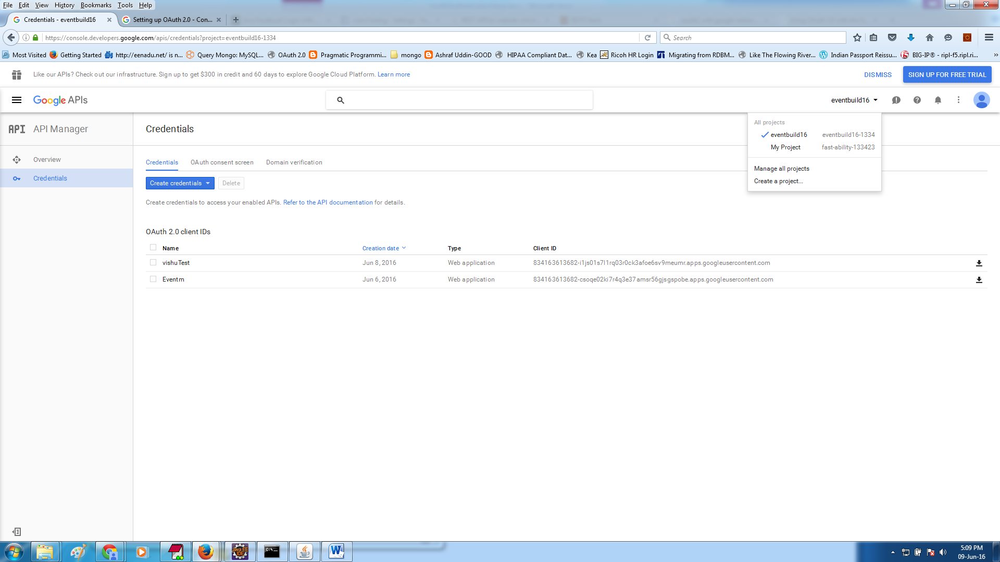 File Edit View History Bookmarks Tools Help
Credentials - eventbuild16 Setting up OAuth 2.0 - Con...
https://console.developers.google.com/apis/credentials?project=eventbuild16-1334 Search
Most Visited Getting Started http://eenadu.net/ is n... Query Mongo: MySQL... OAuth 2.0 Pragmatic Programmi... mongo Ashraf Uddin-GOOD HIPAA Compliant Dat... Kea Ricoh HR Login Migrating from RDBM... Like The Flowing River... Indian Passport Reissu... BIG-IP® - ripl-f5.ripl.ri... »
Like our APIs? Check out our infrastructure. Sign up to get $300 in credit and 60 days to explore Google Cloud Platform. Learn more DISMISS SIGN UP FOR FREE TRIAL
Google APIs eventbuild16
API API Manager
Credentials
All projects
eventbuild16 eventbuild16-1334
My Project fast-ability-133423
Manage all projects
Create a project...
Overview
Credentials
Credentials OAuth consent screen Domain verification
Create credentials Delete
Create credentials to access your enabled APIs. Refer to the API documentation for details.
OAuth 2.0 client IDs
Name Creation date Type Client ID
vishuTest Jun 8, 2016 Web application 834163613682-i1js01s7l1rq03r0ck3afoe6sv9meumr.apps.googleusercontent.com
Eventm Jun 6, 2016 Web application 834163613682-csoqe02ki7r4q3e37amsr56gjsgspobe.apps.googleusercontent.com
Java EE
IDE
C:\_
W
5:09 PM
09-Jun-16